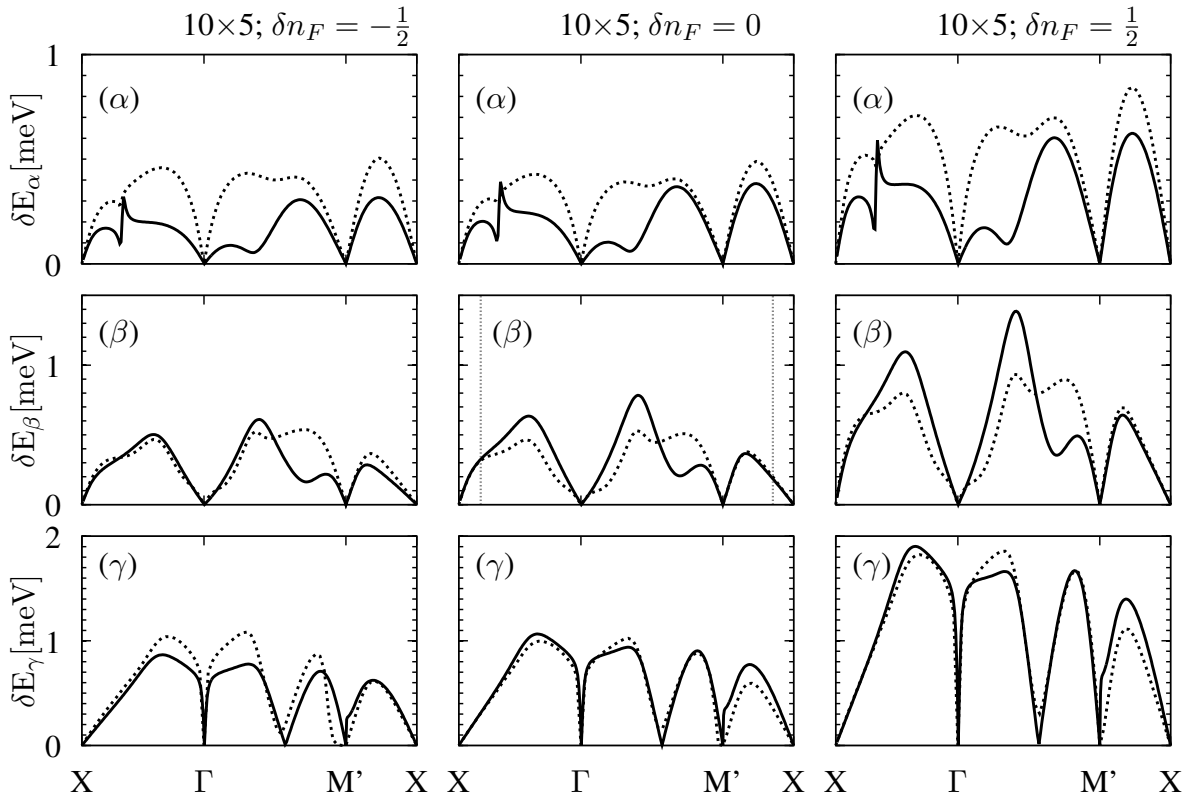 10×5; δn_F = −1/2
10×5; δn_F = 0
10×5; δn_F = 1/2
δE_α [meV]
1
0
(α)
(α)
(α)
δE_β [meV]
1
0
(β)
(β)
(β)
δE_γ [meV]
2
1
0
(γ)
(γ)
(γ)
X Γ M' X
X Γ M' X
X Γ M' X